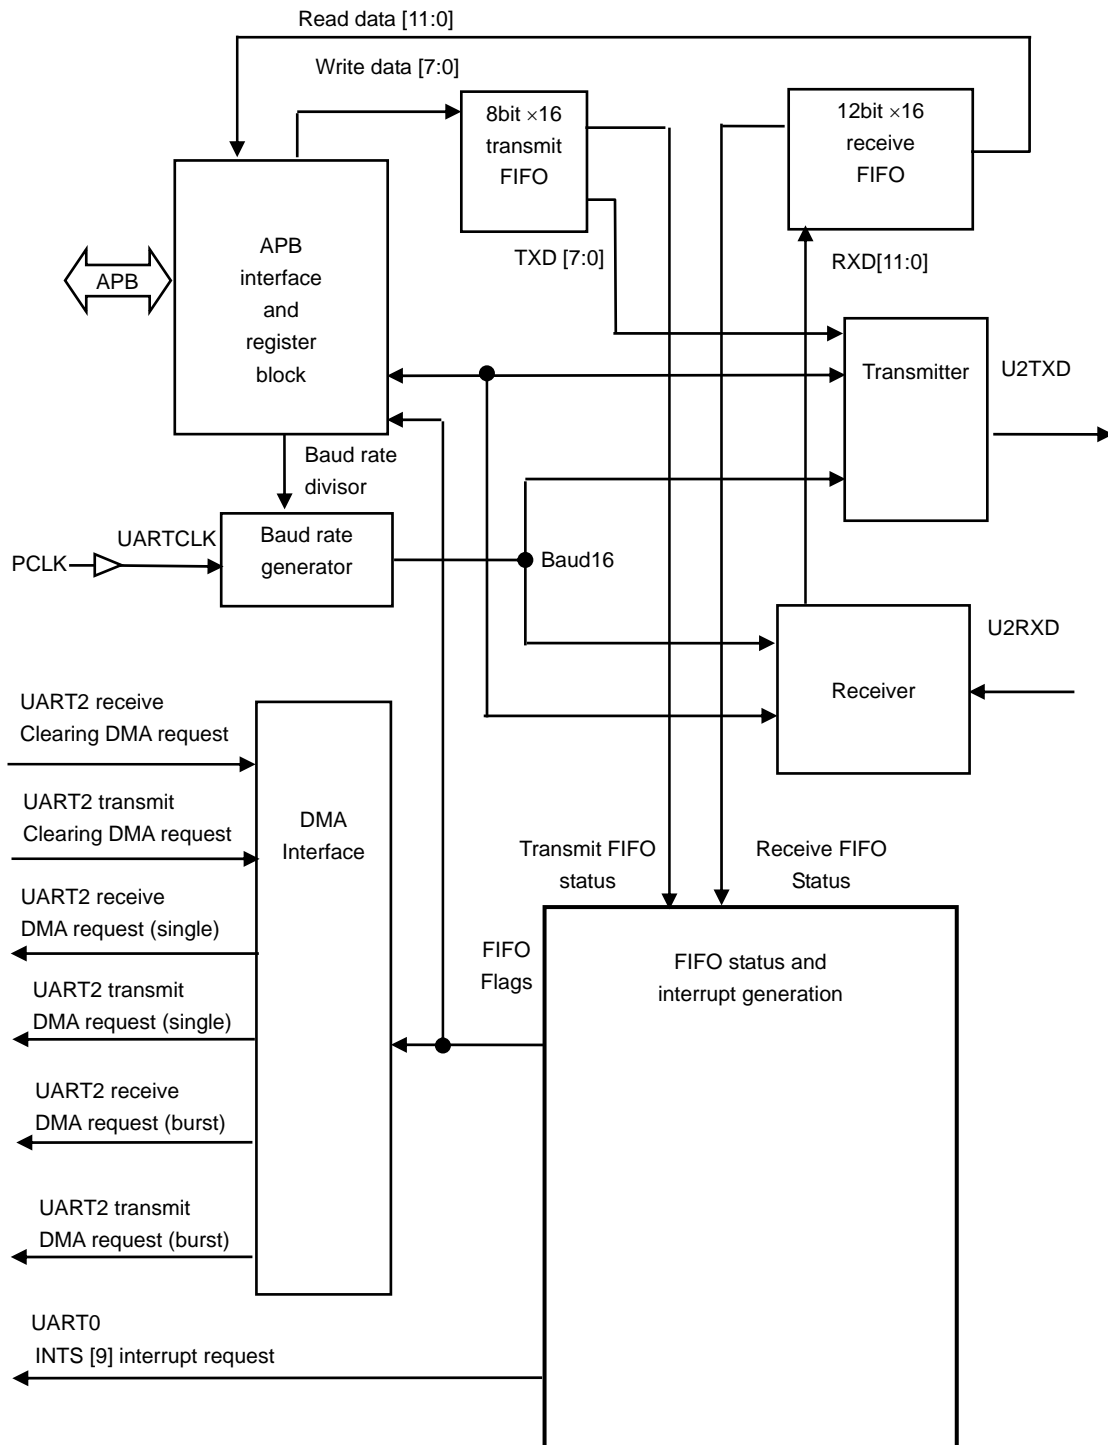 Read data [11:0]
Write data [7:0]
8bit ×16
transmit
FIFO
12bit ×16
receive
FIFO
APB
interface
and
register
block
APB
TXD [7:0]
RXD[11:0]
Transmitter
U2TXD
Baud rate
divisor
UARTCLK
PCLK
Baud rate
generator
Baud16
U2RXD
Receiver
UART2 receive
Clearing DMA request
UART2 transmit
Clearing DMA request
DMA
Interface
Transmit FIFO
status
Receive FIFO
Status
UART2 receive
DMA request (single)
FIFO
Flags
FIFO status and
interrupt generation
UART2 transmit
DMA request (single)
UART2 receive
DMA request (burst)
UART2 transmit
DMA request (burst)
UART0
INTS [9] interrupt request